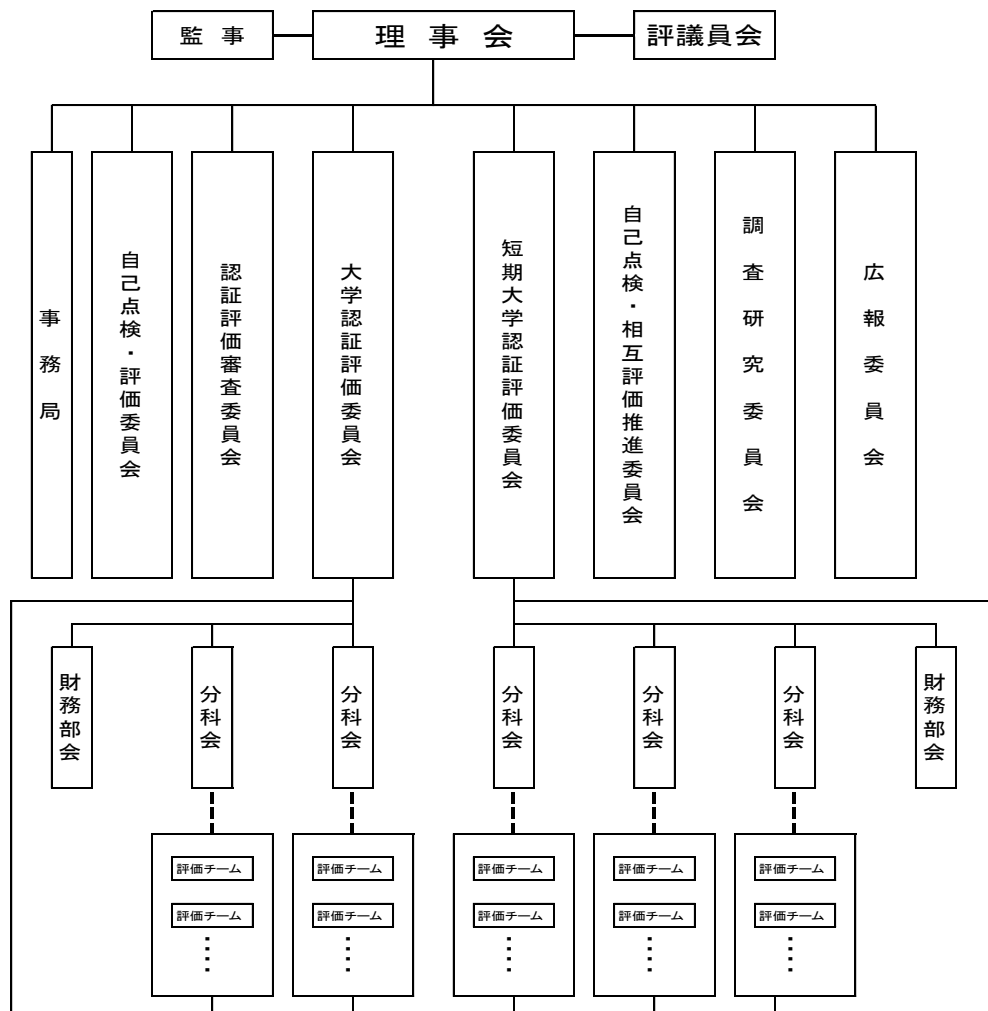 監 事
理 事 会
評議員会
事務局
自己点検・評価委員会
認証評価審査委員会
大学認証評価委員会
短期大学認証評価委員会
自己点検・相互評価推進委員会
調査研究委員会
広報委員会
財務部会
分科会
分科会
分科会
分科会
分科会
財務部会
評価チーム
評価チーム
評価チーム
評価チーム
評価チーム
評価チーム
評価チーム
評価チーム
評価チーム
評価チーム